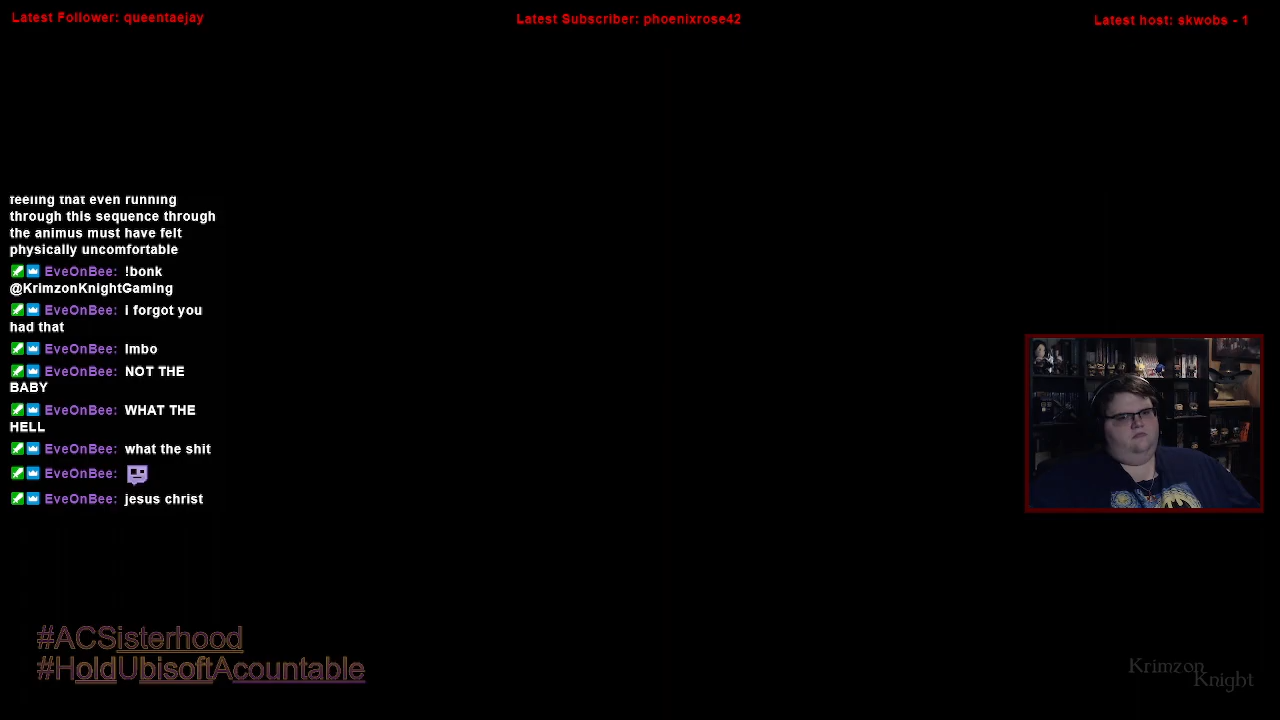 Latest Follower: queentaejay
Latest Subscriber: phoenixrose42
Latest host: skwobs - 1
feeling that even running
through this sequence through
the animus must have felt
physically uncomfortable
EveOnBee: !bonk
@KrimzonKnightGaming
EveOnBee: I forgot you
had that
EveOnBee: lmbo
EveOnBee: NOT THE
BABY
EveOnBee: WHAT THE
HELL
EveOnBee: what the shit
EveOnBee:
EveOnBee: jesus christ
#ACSisterhood
#HoldUbisoftAcountable
Krimzon
Knight